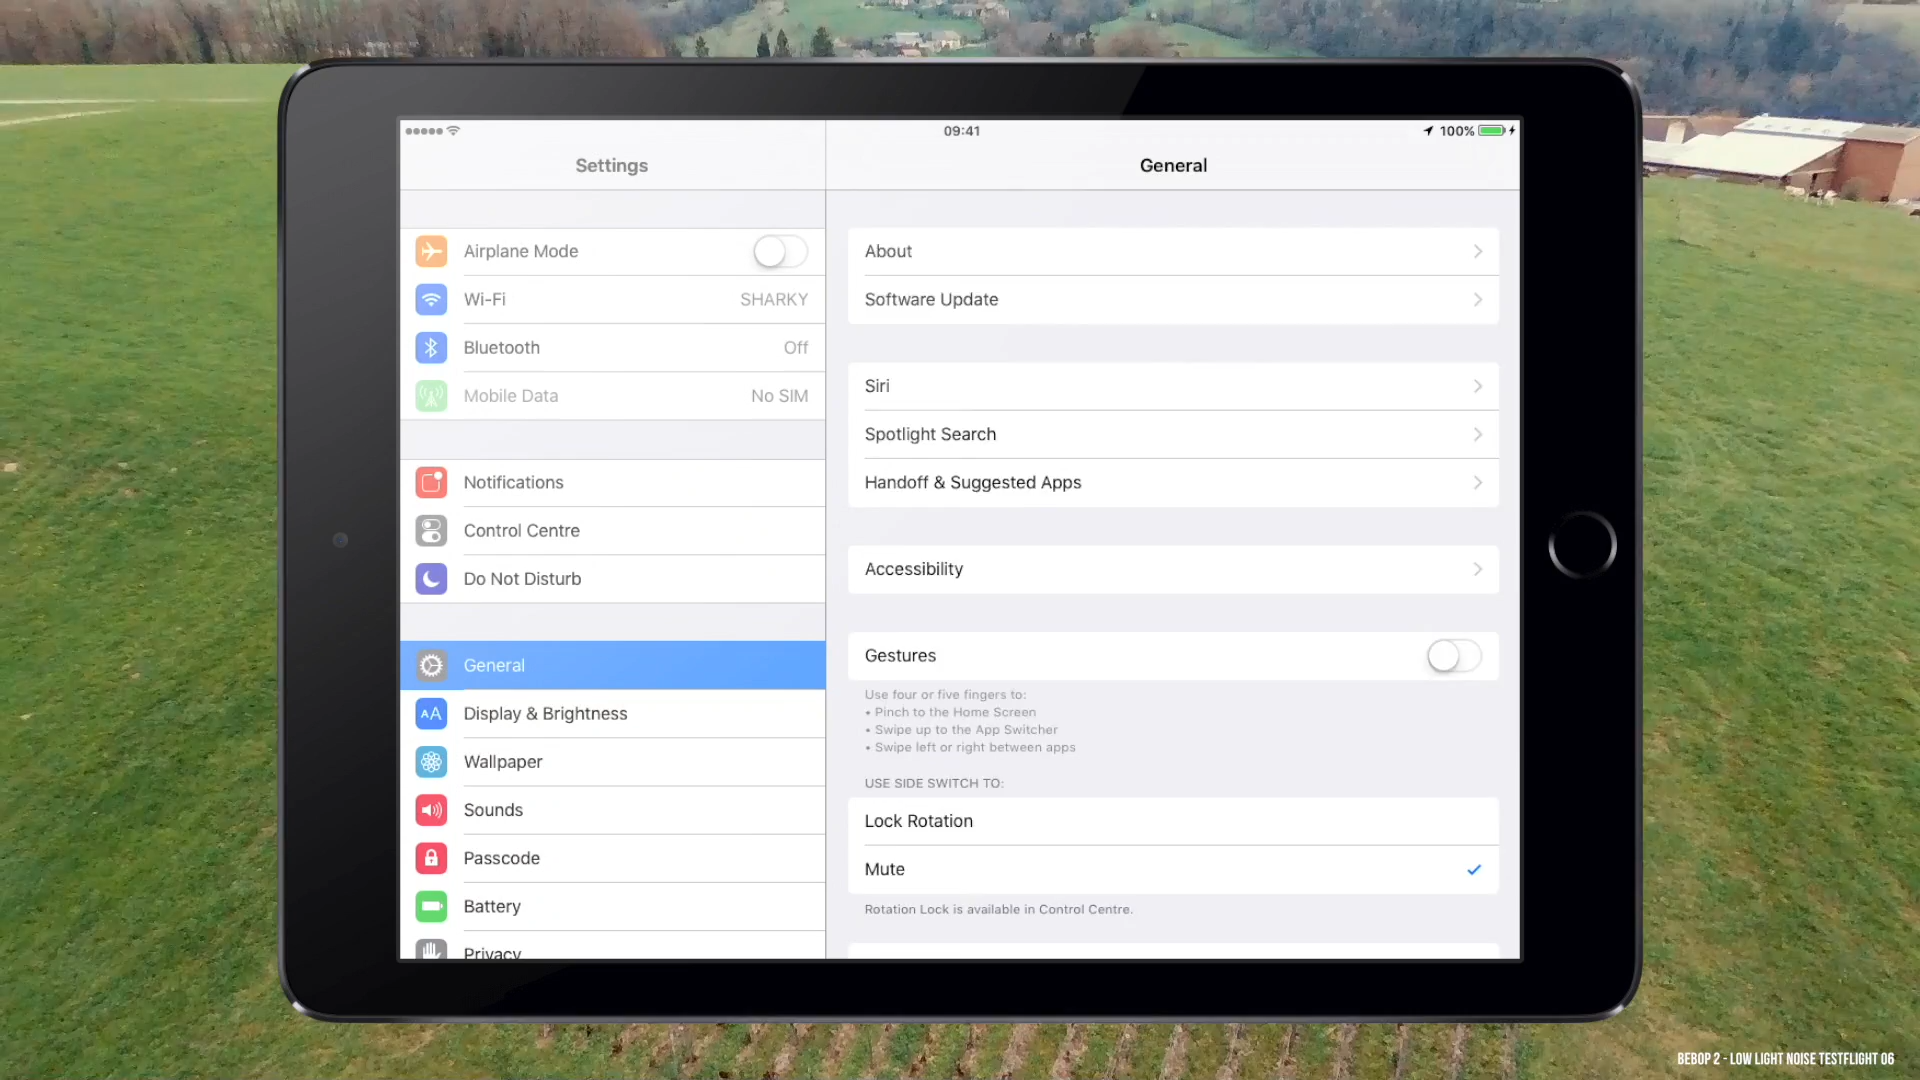 09:41
100%
Settings
General
Airplane Mode
Wi-Fi SHARKY
Bluetooth Off
Mobile Data No SIM
Notifications
Control Centre
Do Not Disturb
General
Display & Brightness
Wallpaper
Sounds
Passcode
Battery
Privacy
About
Software Update
Siri
Spotlight Search
Handoff & Suggested Apps
Accessibility
Gestures
Use four or five fingers to:
• Pinch to the Home Screen
• Swipe up to the App Switcher
• Swipe left or right between apps
USE SIDE SWITCH TO:
Lock Rotation
Mute
Rotation Lock is available in Control Centre.
BEBOP 2 - LOW LIGHT NOISE TESTFLIGHT 06